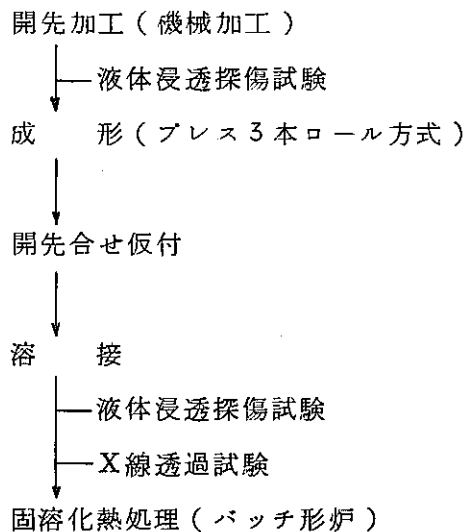 開先加工(機械加工)
液体浸透探傷試験
成 形(プレス3本ロール方式)
開先合せ仮付
溶 接
液体浸透探傷試験
X線透過試験
固溶化熱処理(バッチ形炉)